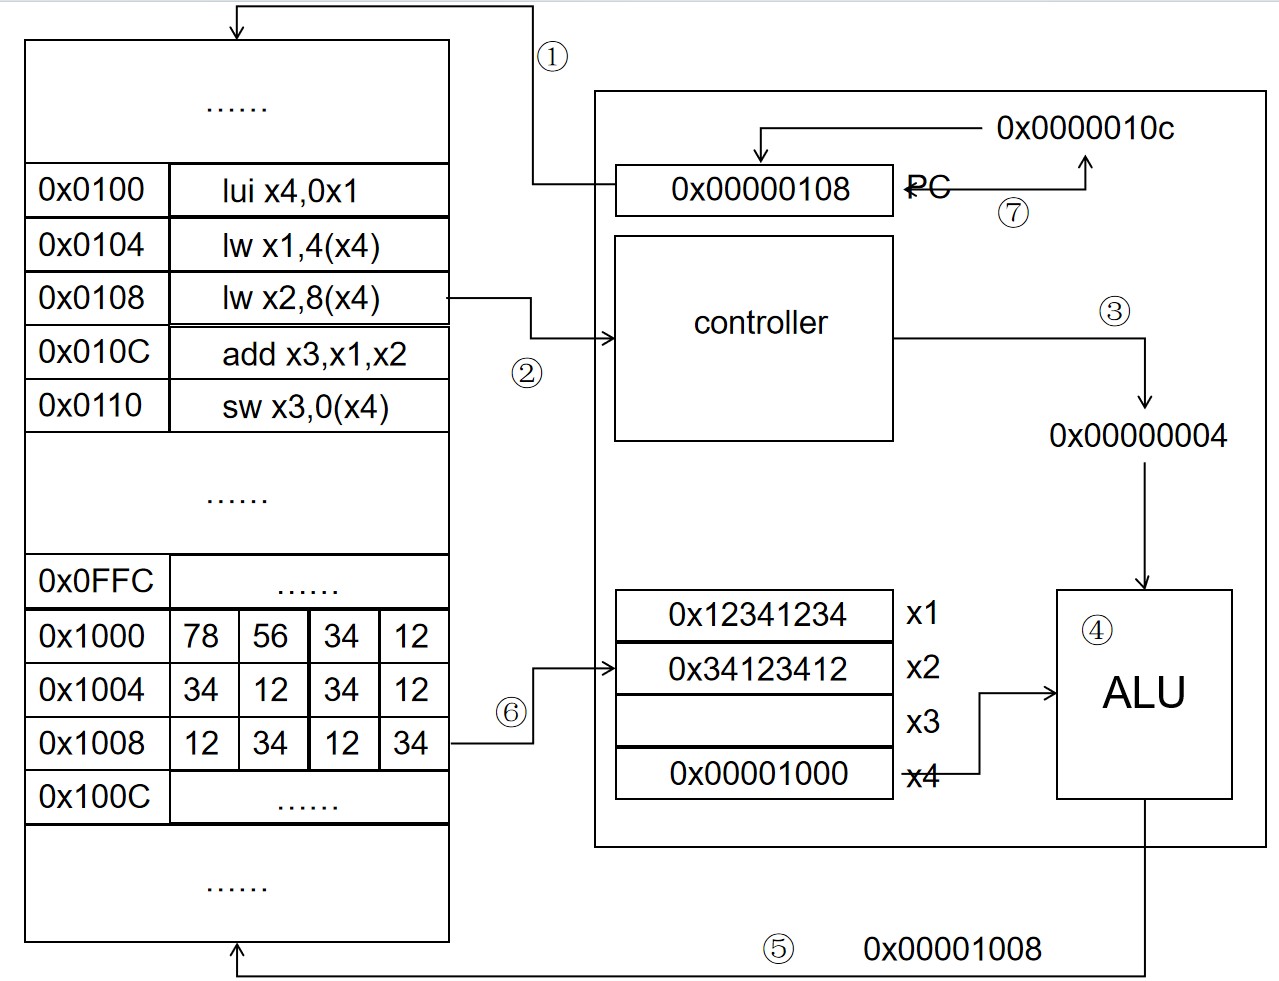 ①
……
0x0000010c
0x0100 lui x4,0x1
0x00000108 PC
⑦
0x0104 lw x1,4(x4)
0x0108 lw x2,8(x4)
controller
③
0x010C add x3,x1,x2
②
0x0110 sw x3,0(x4)
0x00000004
……
0x0FFC ……
0x12341234 x1
0x1000 78 56 34 12
④
0x34123412 x2
0x1004 34 12 34 12
ALU
⑥
x3
0x1008 12 34 12 34
0x00001000 x4
0x100C ……
……
⑤ 0x00001008